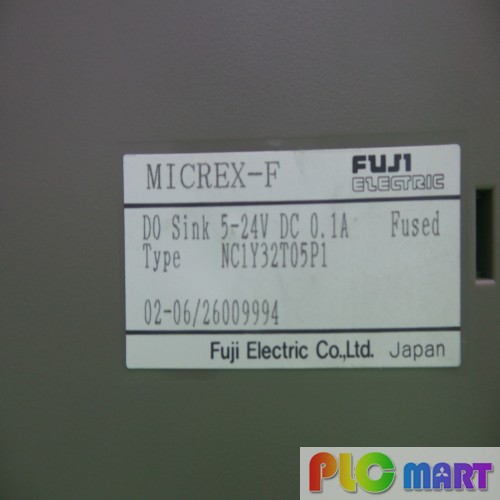 MICREX-F
FUJI
ELECTRIC
DO Sink 5-24V DC 0.1A Fused
Type NC1Y32T05P1
02-06/26009994
Fuji Electric Co.,Ltd. Japan
PLC MART